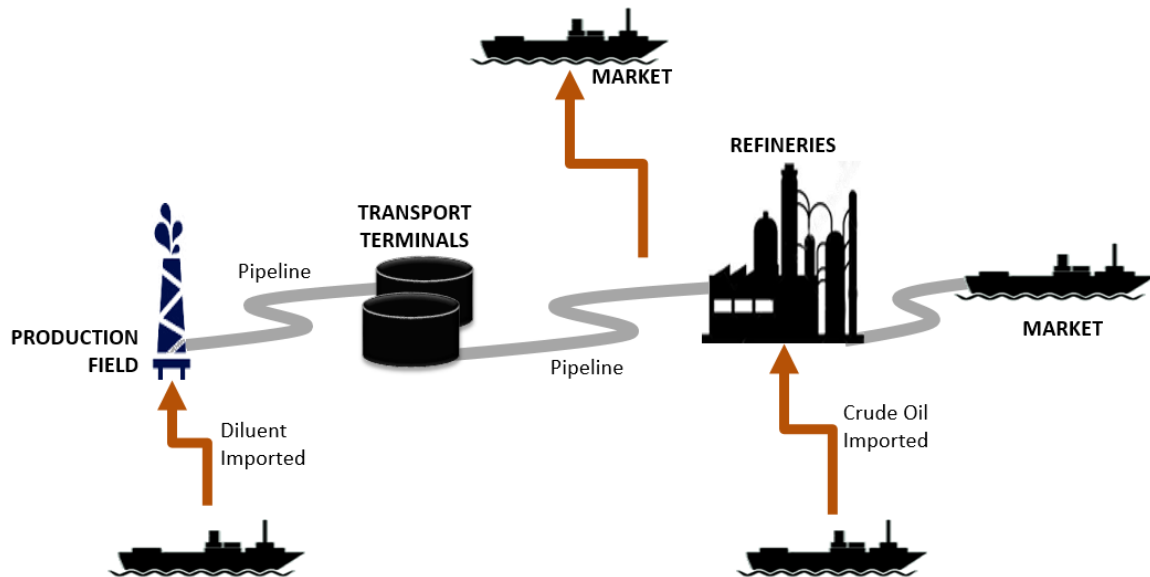 MARKET
REFINERIES
TRANSPORT
TERMINALS
Pipeline
PRODUCTION
FIELD
MARKET
Pipeline
Diluent
Imported
Crude Oil
Imported